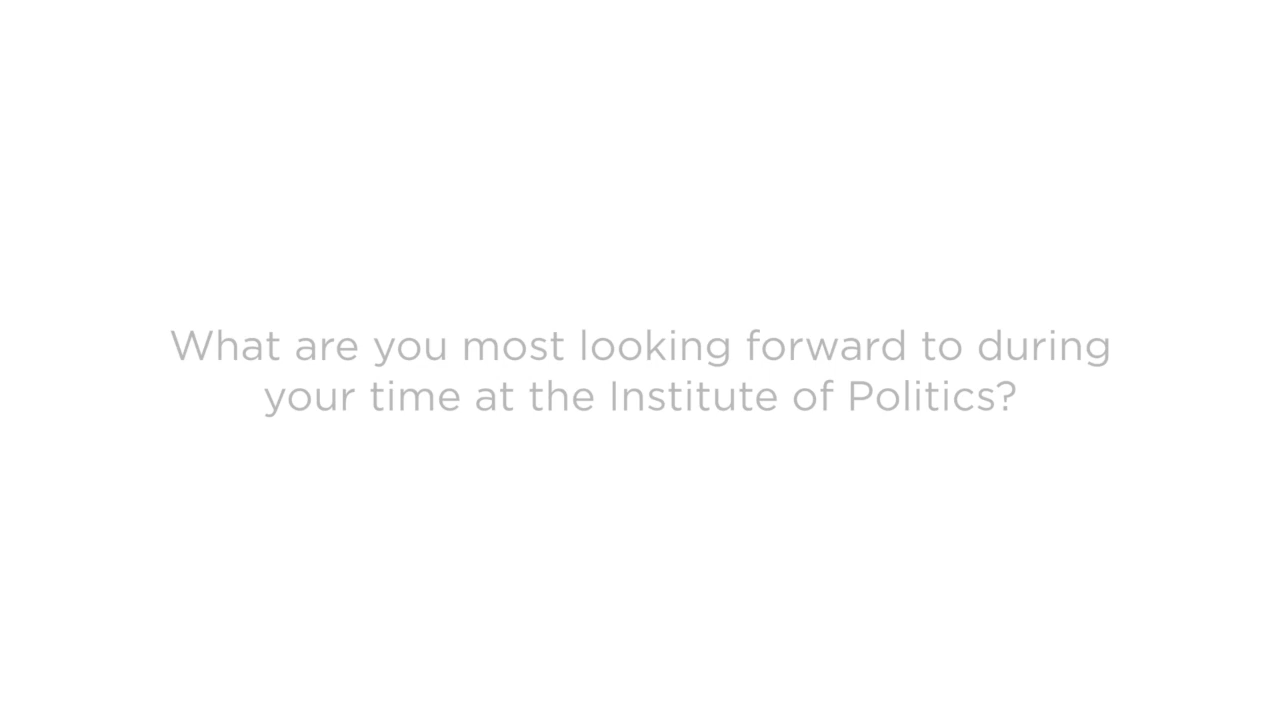 What are you most looking forward to during
your time at the Institute of Politics?